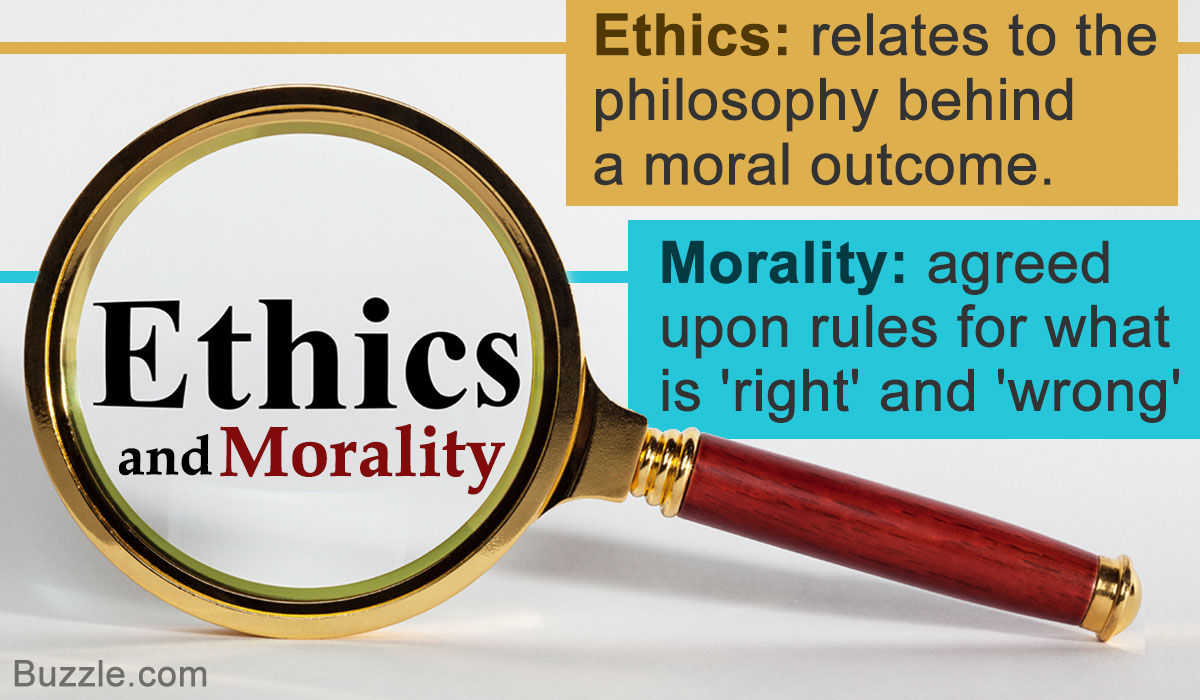 Ethics: relates to the
philosophy behind
a moral outcome.
Morality: agreed
upon rules for what
is 'right' and 'wrong'
Ethics
and Morality
Buzzle.com